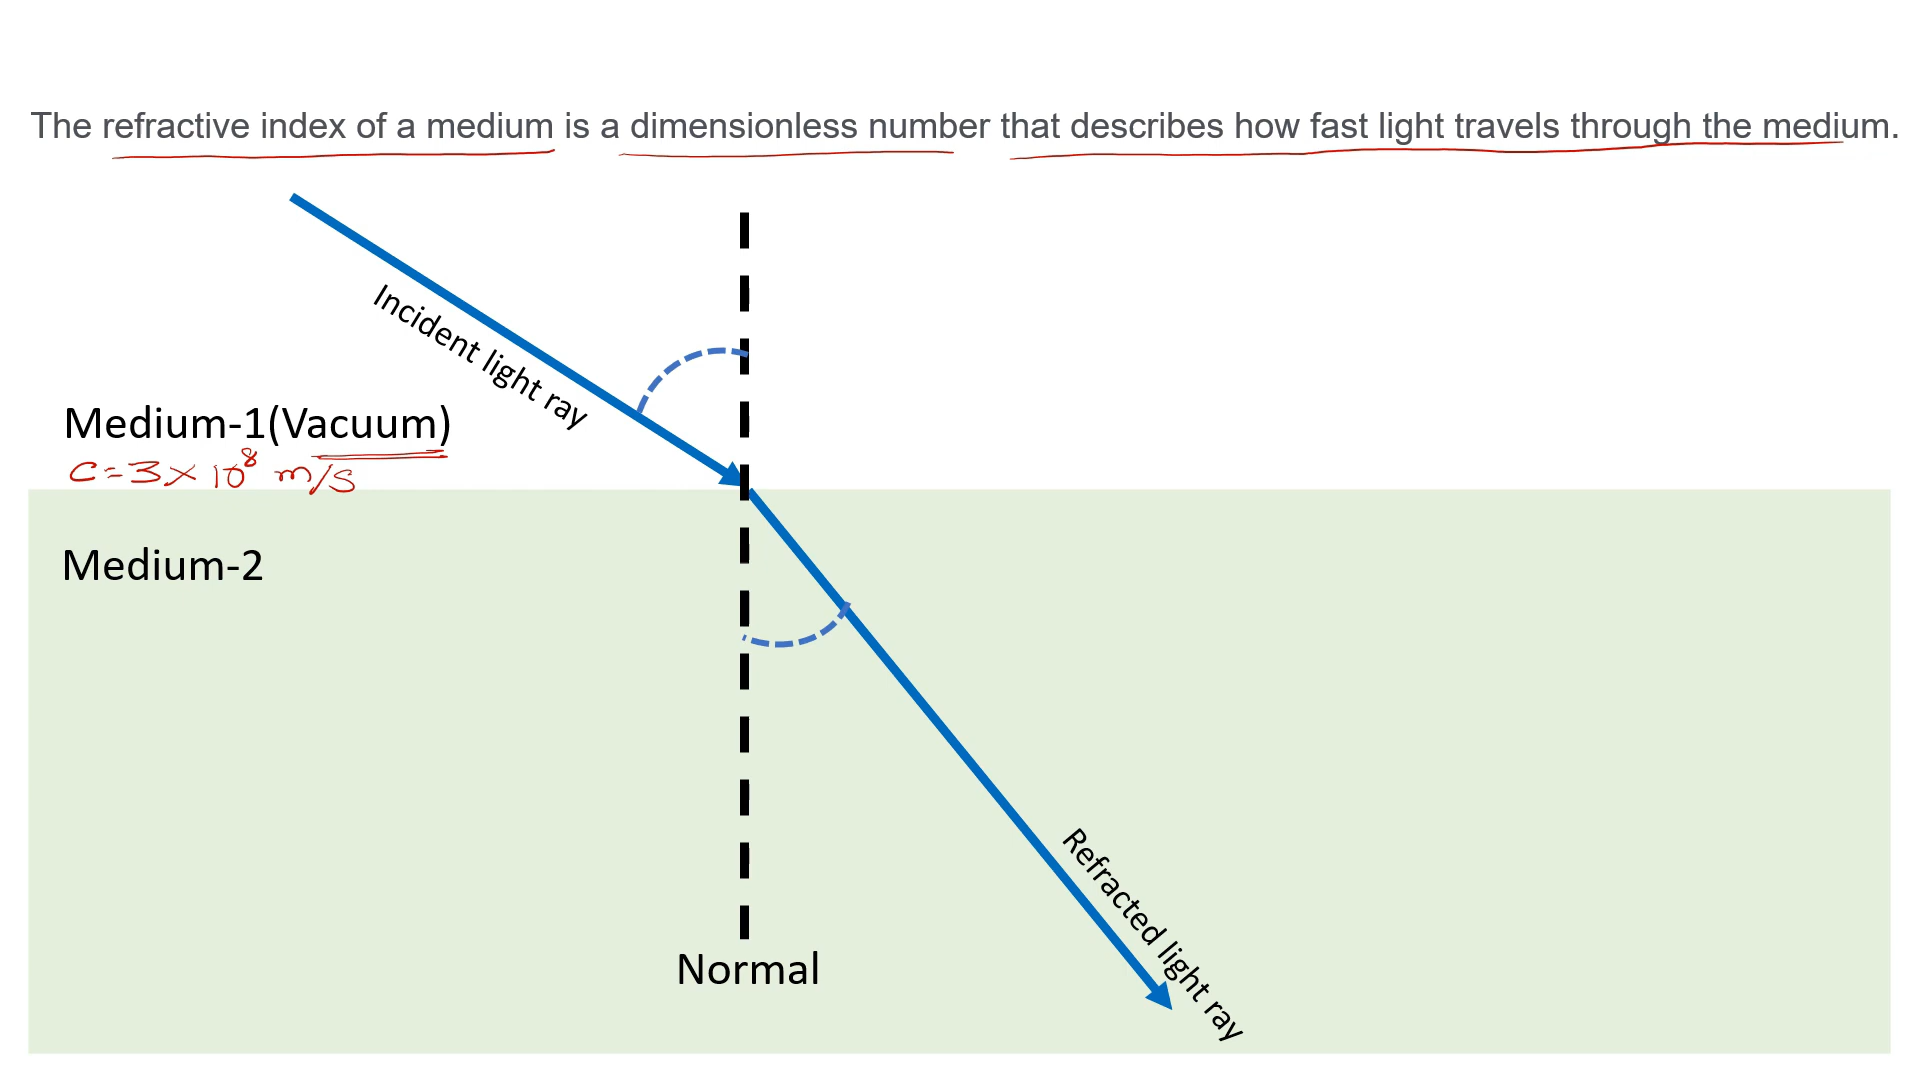 The refractive index of a medium is a dimensionless number that describes how fast light travels through the medium.
Incident light ray
Medium-1(Vacuum)
c = 3 × 10⁸ m/s
Medium-2
Refracted light ray
Normal